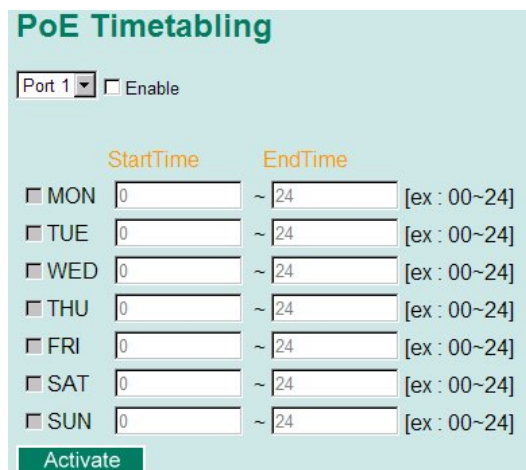 PoE Timetabling
Port 1 Enable
StartTime EndTime
MON 0 ~ 24 [ex : 00~24]
TUE 0 ~ 24 [ex : 00~24]
WED 0 ~ 24 [ex : 00~24]
THU 0 ~ 24 [ex : 00~24]
FRI 0 ~ 24 [ex : 00~24]
SAT 0 ~ 24 [ex : 00~24]
SUN 0 ~ 24 [ex : 00~24]
Activate